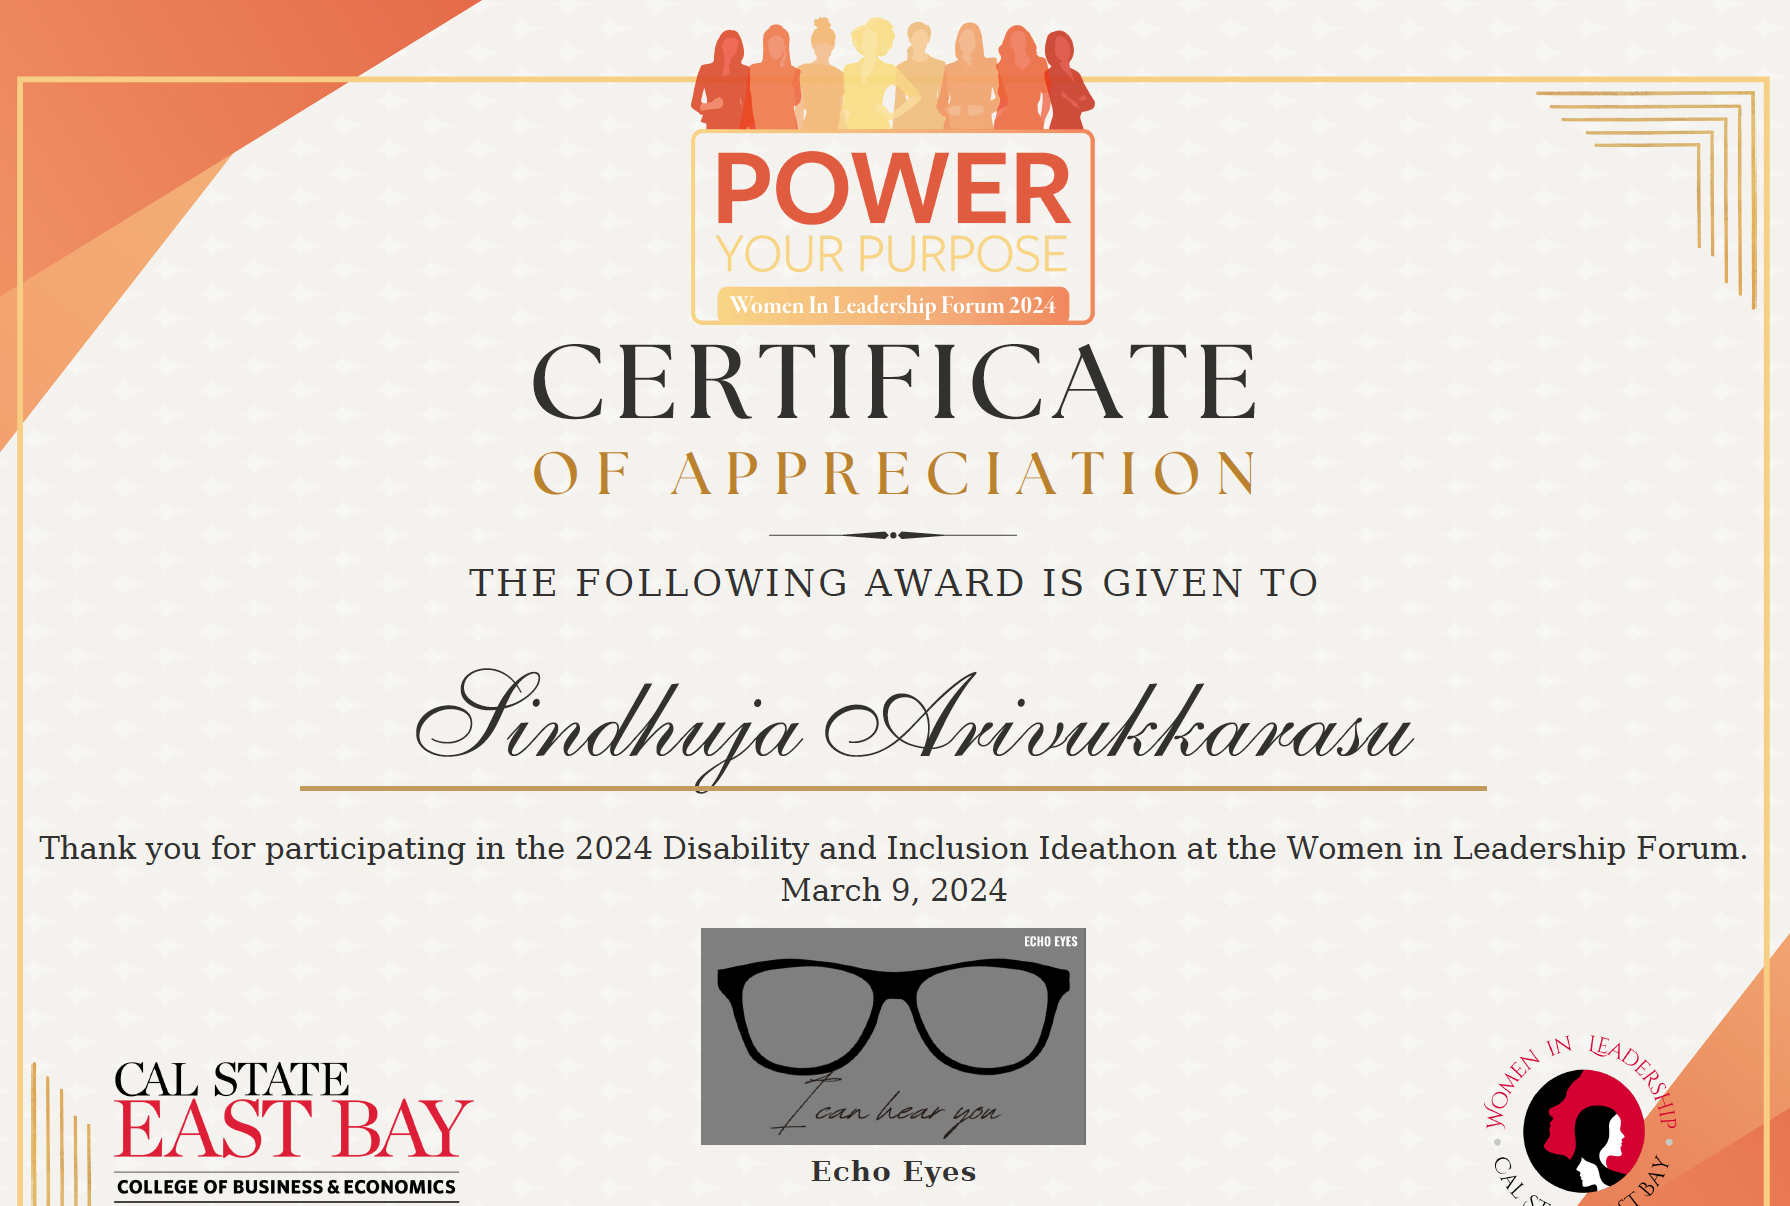 POWER
YOUR PURPOSE
Women In Leadership Forum 2024
CERTIFICATE
OF APPRECIATION
THE FOLLOWING AWARD IS GIVEN TO
Sindhuja Arivukkarasu
Thank you for participating in the 2024 Disability and Inclusion Ideathon at the Women in Leadership Forum.
March 9, 2024
ECHO EYES
I can hear you
Echo Eyes
CAL STATE
EAST BAY
COLLEGE OF BUSINESS & ECONOMICS
WOMEN IN LEADERSHIP
CAL ST
ST BAY